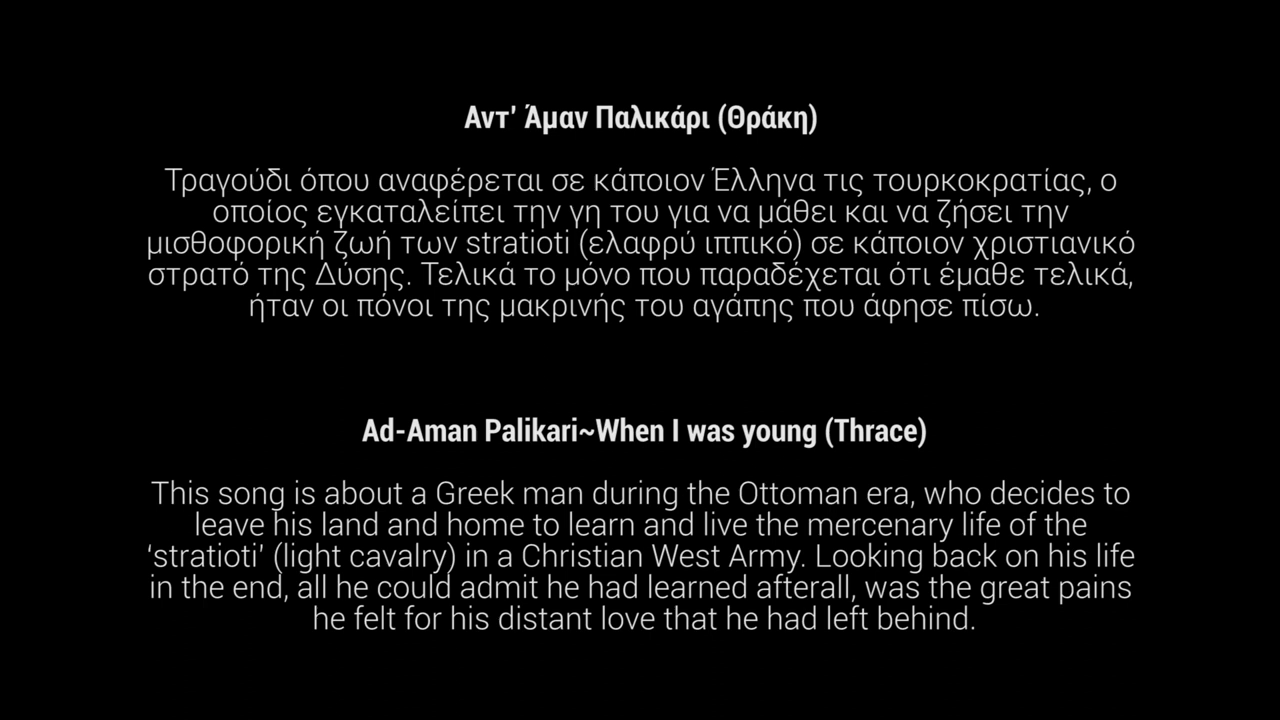 Αντ’ Άμαν Παλικάρι (Θράκη)
Τραγούδι όπου αναφέρεται σε κάποιον Έλληνα τις τουρκοκρατίας, ο
οποίος εγκαταλείπει την γη του για να μάθει και να ζήσει την
μισθοφορική ζωή των stratioti (ελαφρύ ιππικό) σε κάποιον χριστιανικό
στρατό της Δύσης. Τελικά το μόνο που παραδέχεται ότι έμαθε τελικά,
ήταν οι πόνοι της μακρινής του αγάπης που άφησε πίσω.
Ad-Aman Palikari~When I was young (Thrace)
This song is about a Greek man during the Ottoman era, who decides to
leave his land and home to learn and live the mercenary life of the
‘stratioti’ (light cavalry) in a Christian West Army. Looking back on his life
in the end, all he could admit he had learned afterall, was the great pains
he felt for his distant love that he had left behind.